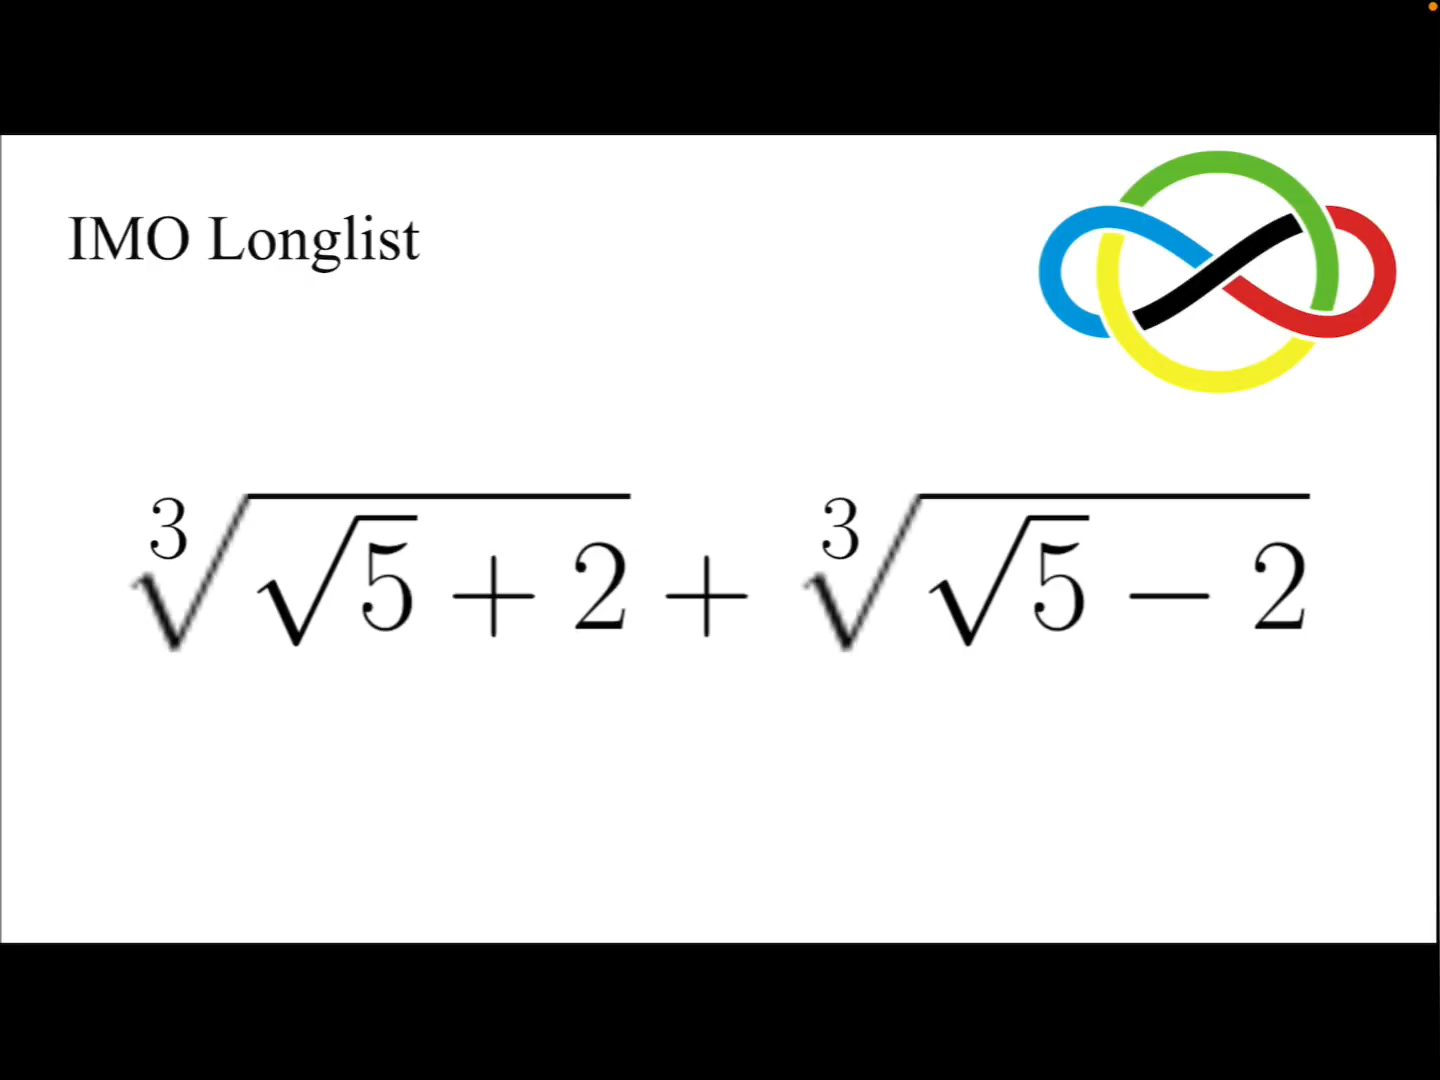 IMO Longlist
∛(√5 + 2) + ∛(√5 − 2)